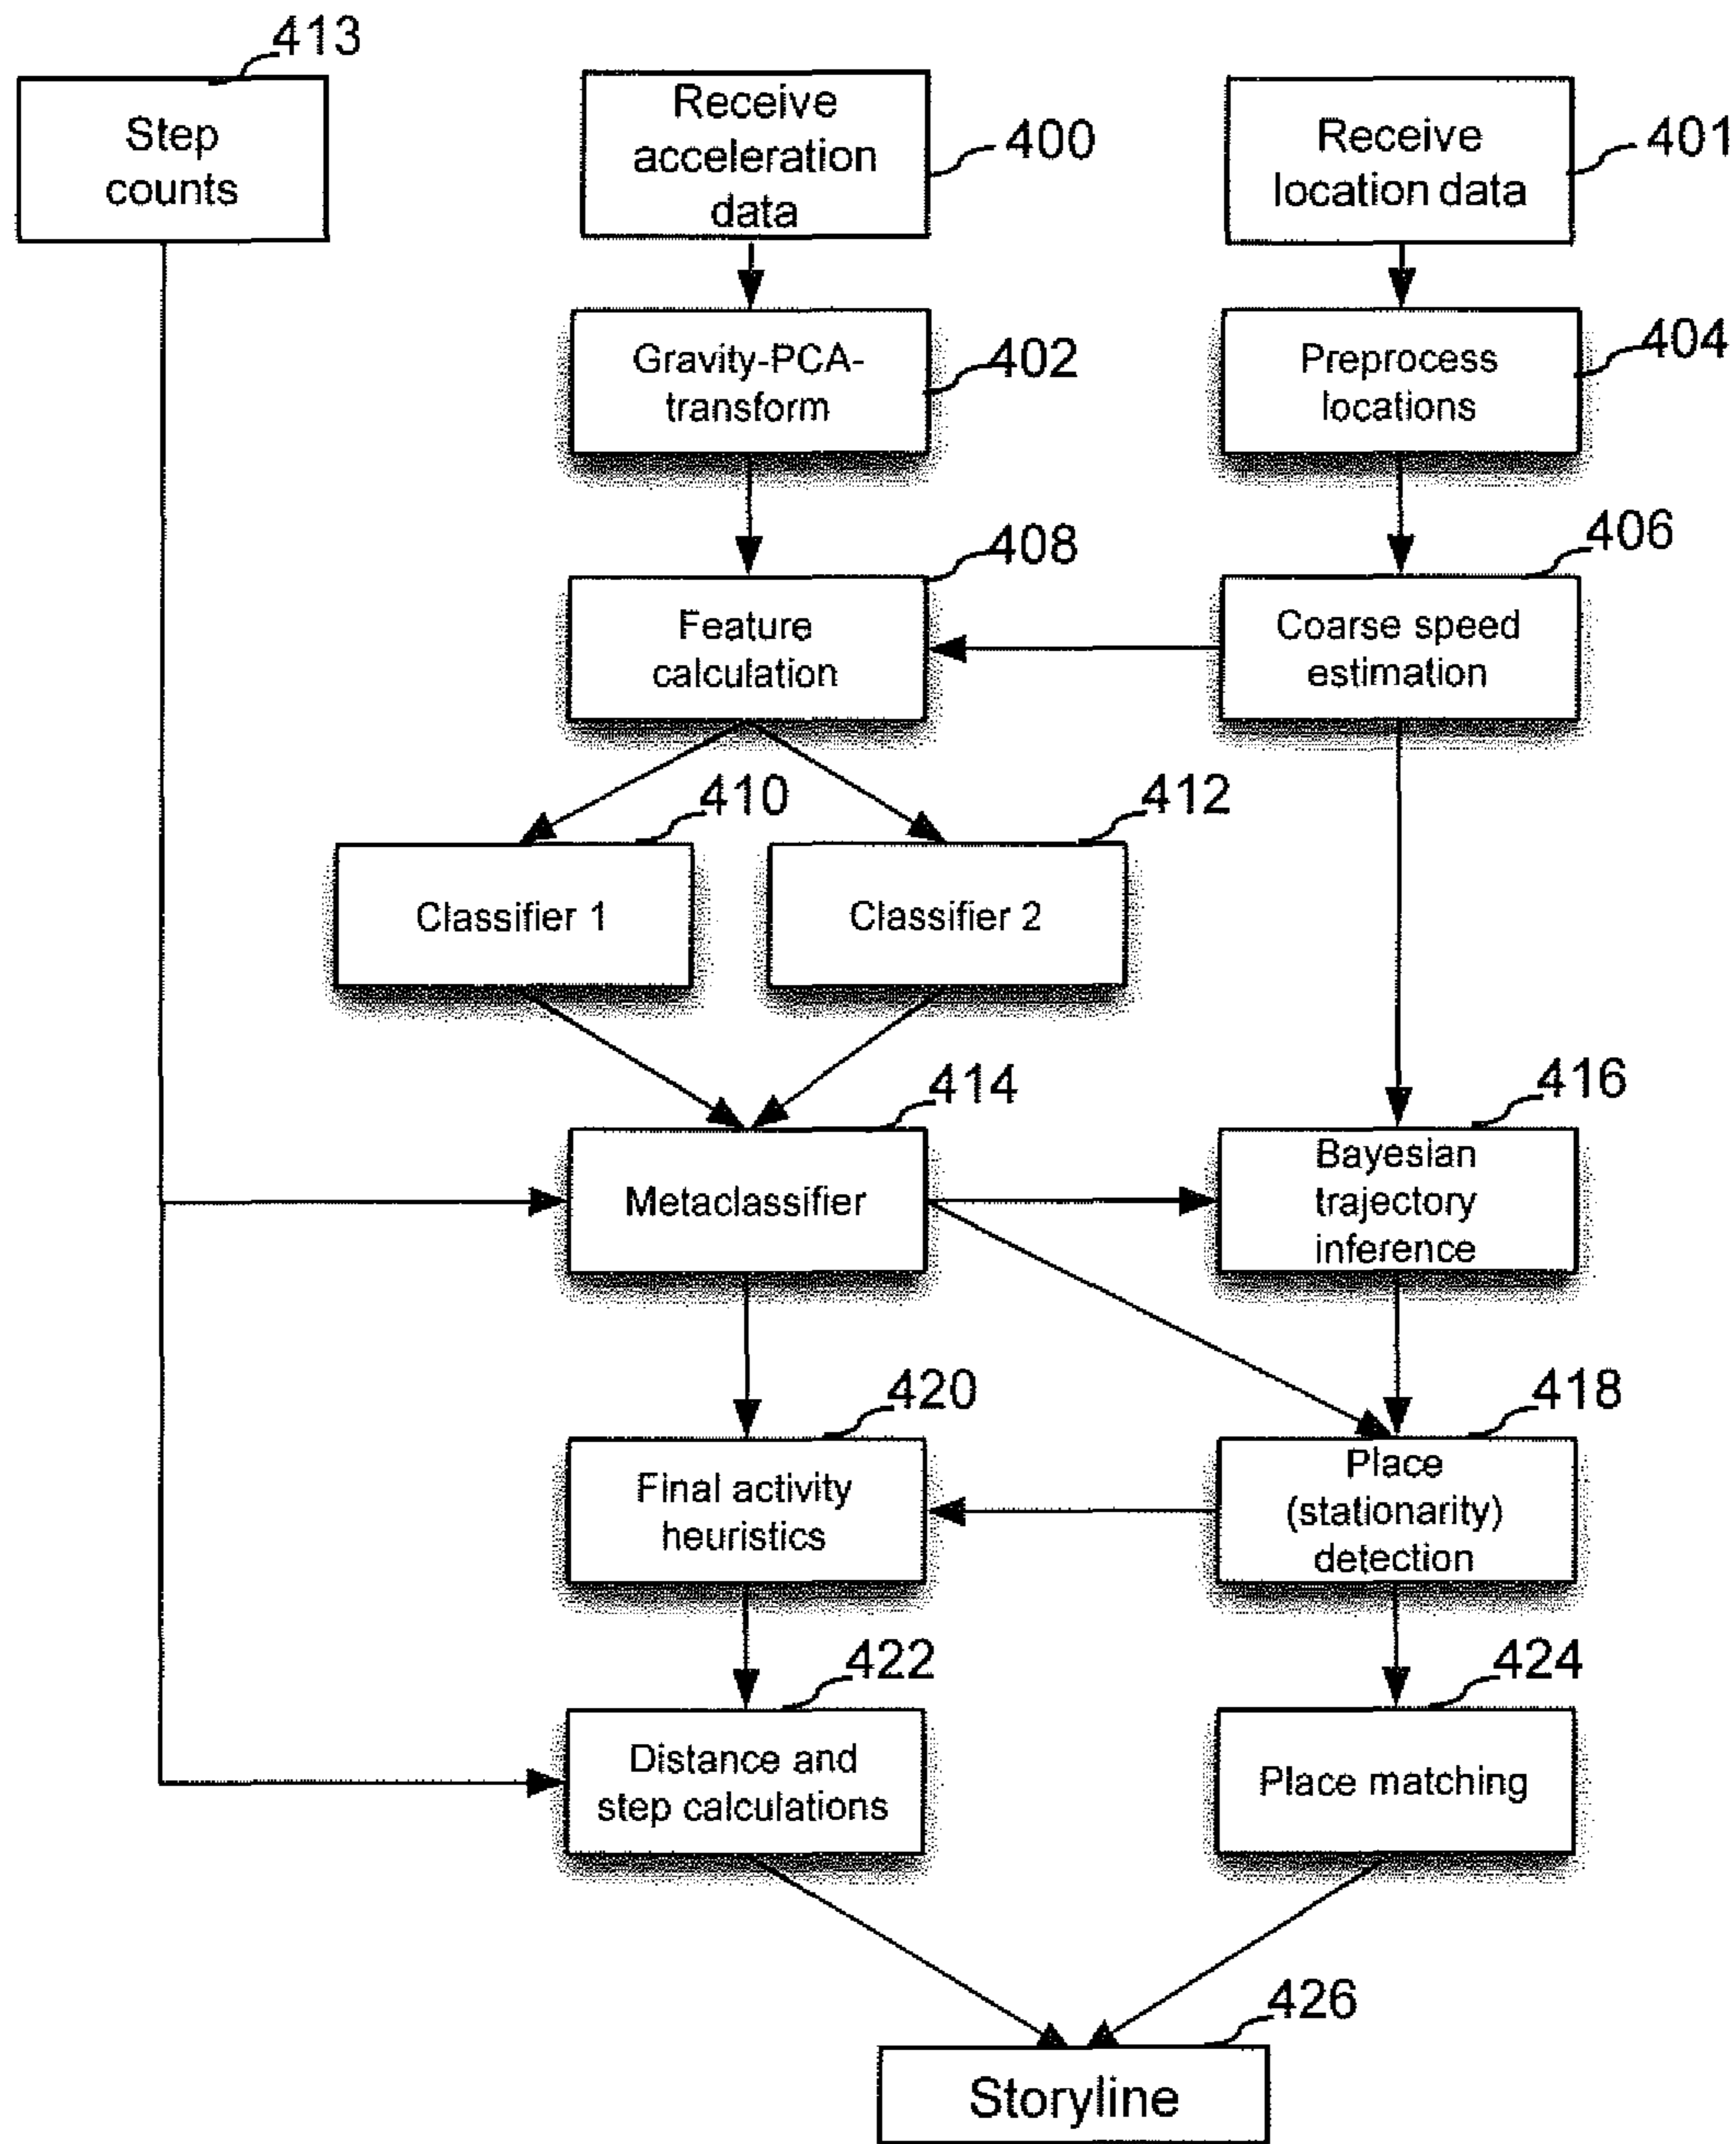 413
Step
counts
Receive
acceleration
data
400
Receive
location data
401
Gravity-PCA-
transform
402
Preprocess
locations
404
408
Feature
calculation
406
Coarse speed
estimation
410
Classifier 1
412
Classifier 2
414
Metaclassifier
416
Bayesian
trajectory
inference
420
Final activity
heuristics
418
Place
(stationarity)
detection
422
Distance and
step calculations
424
Place matching
426
Storyline